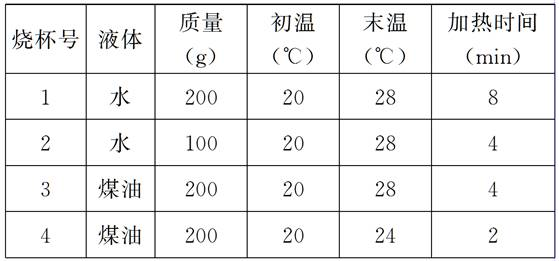 烧杯号 液体 质量（g） 初温（℃） 末温（℃） 加热时间（min）
1 水 200 20 28 8
2 水 100 20 28 4
3 煤油 200 20 28 4
4 煤油 200 20 24 2